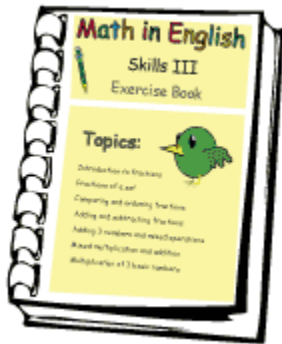 Math in English
Skills III
Exercise Book
Topics:
Introduction to fractions
Fractions of a set
Comparing and ordering fractions
Adding and subtracting fractions
Adding 3 numbers and mixed operations
Mixed multiplication and addition
Multiplication of 3 basic numbers